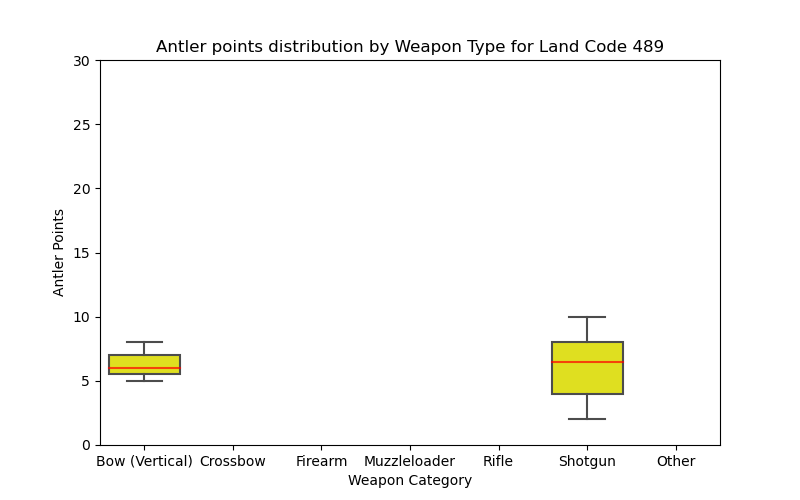 Antler points distribution by Weapon Type for Land Code 489
30
25
20
15
10
5
0
Antler Points
Bow (Vertical) Crossbow Firearm Muzzleloader Rifle Shotgun Other
Weapon Category